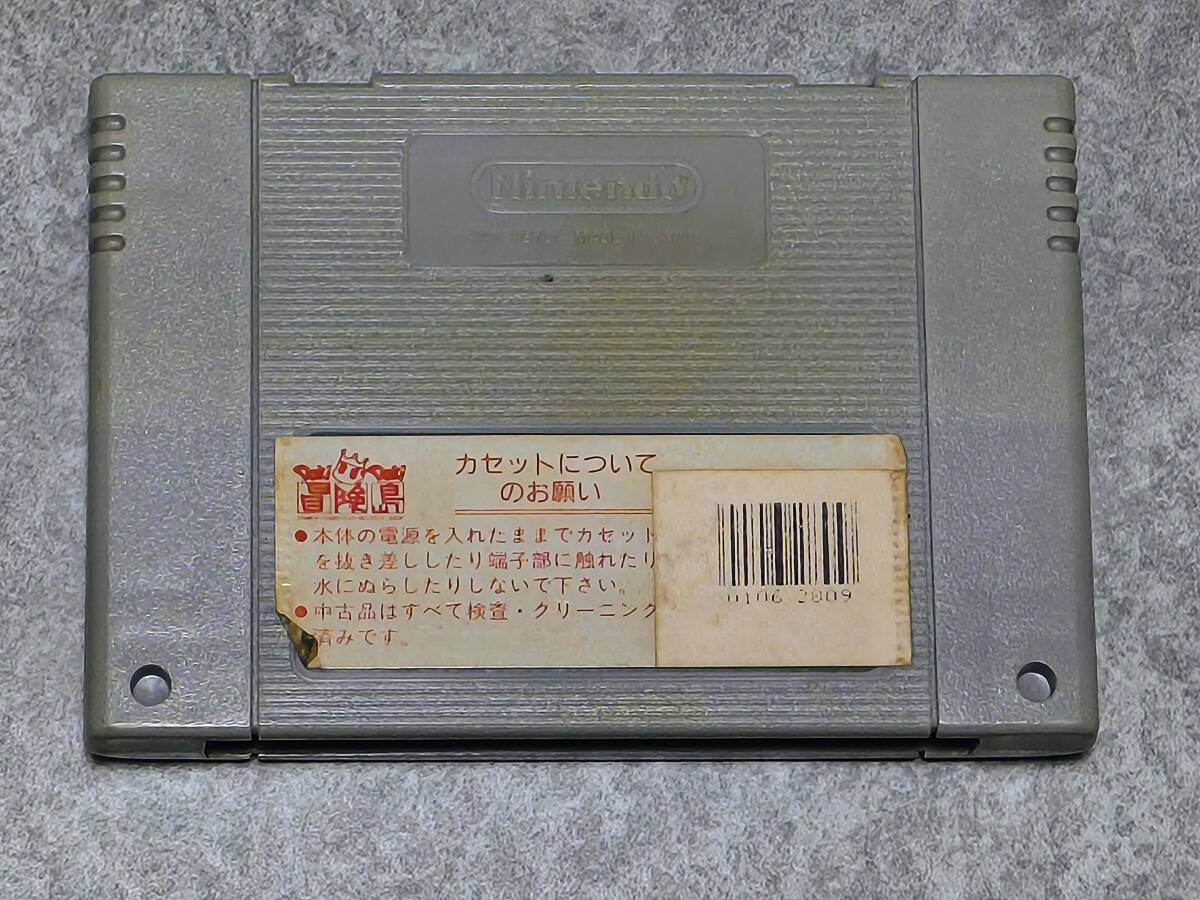 Nintendo
MADE IN JAPAN
冒険島
カセットについて
のお願い
●本体の電源を入れたままでカセット
を抜き差ししたり端子部に触れたり
水にぬらしたりしないで下さい。
●中古品はすべて検査・クリーニング
済みです。
0106 2809